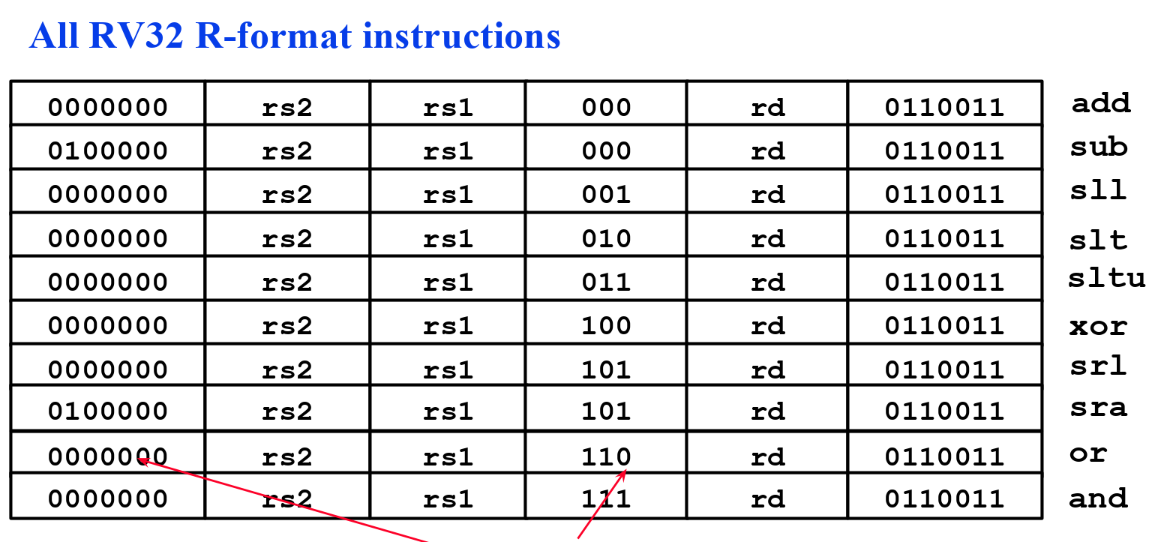 All RV32 R-format instructions
0000000 rs2 rs1 000 rd 0110011 add
0100000 rs2 rs1 000 rd 0110011 sub
0000000 rs2 rs1 001 rd 0110011 sll
0000000 rs2 rs1 010 rd 0110011 slt
0000000 rs2 rs1 011 rd 0110011 sltu
0000000 rs2 rs1 100 rd 0110011 xor
0000000 rs2 rs1 101 rd 0110011 srl
0100000 rs2 rs1 101 rd 0110011 sra
0000000 rs2 rs1 110 rd 0110011 or
0000000 rs2 rs1 111 rd 0110011 and